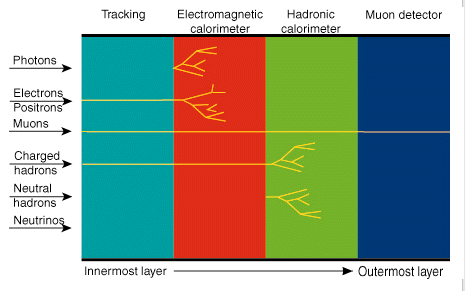 Tracking
Electromagnetic
calorimeter
Hadronic
calorimeter
Muon detector
Photons
Electrons
Positrons
Muons
Charged
hadrons
Neutral
hadrons
Neutrinos
Innermost layer
Outermost layer